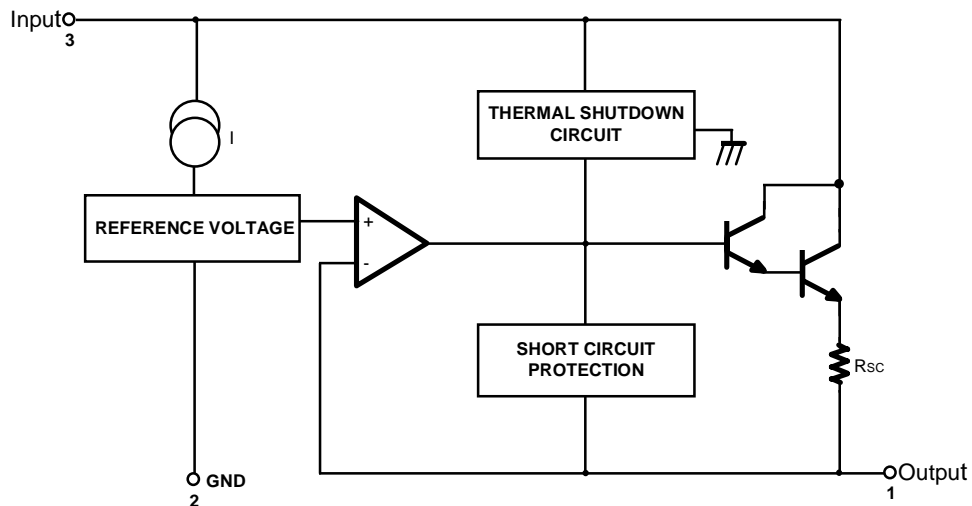 Input
3
THERMAL SHUTDOWN
CIRCUIT
I
REFERENCE VOLTAGE
+
-
SHORT CIRCUIT
PROTECTION
RSC
GND
2
Output
1